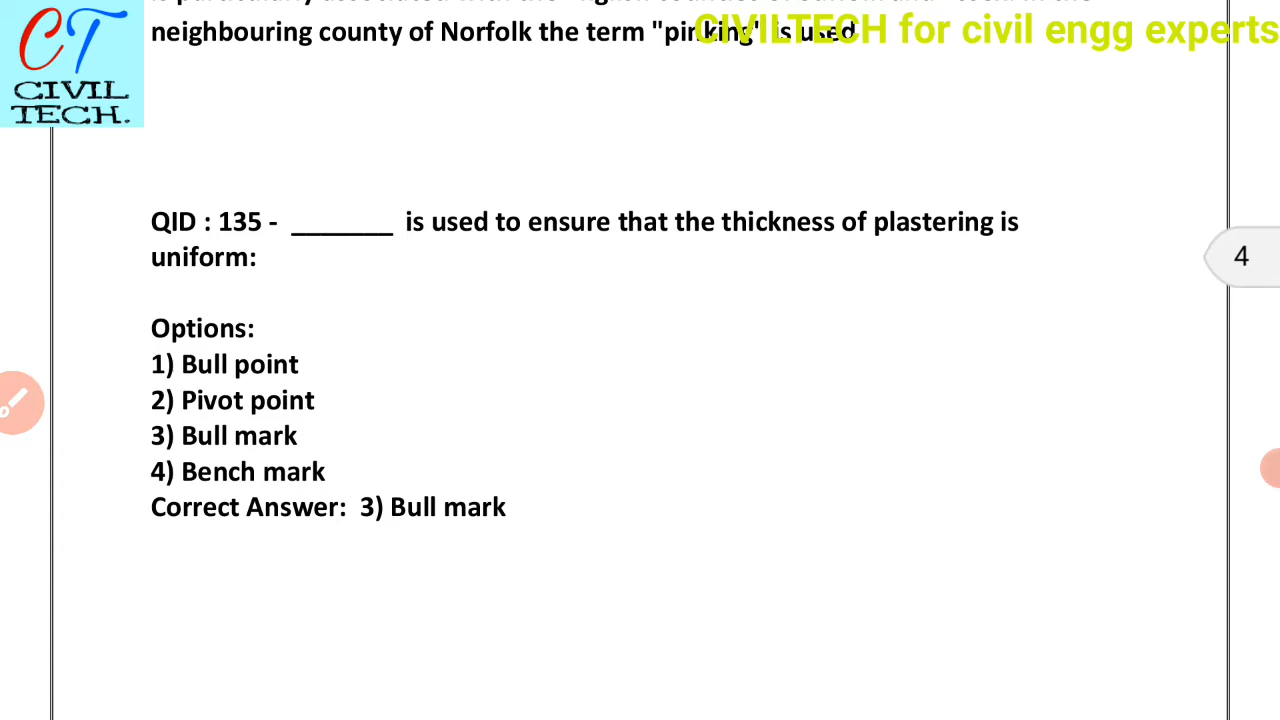 neighbouring county of Norfolk the term "pinking" is used
CIVILTECH for civil engg experts
CT
CIVIL
TECH.
QID : 135 - _______ is used to ensure that the thickness of plastering is
uniform:
4
Options:
1) Bull point
2) Pivot point
3) Bull mark
4) Bench mark
Correct Answer: 3) Bull mark